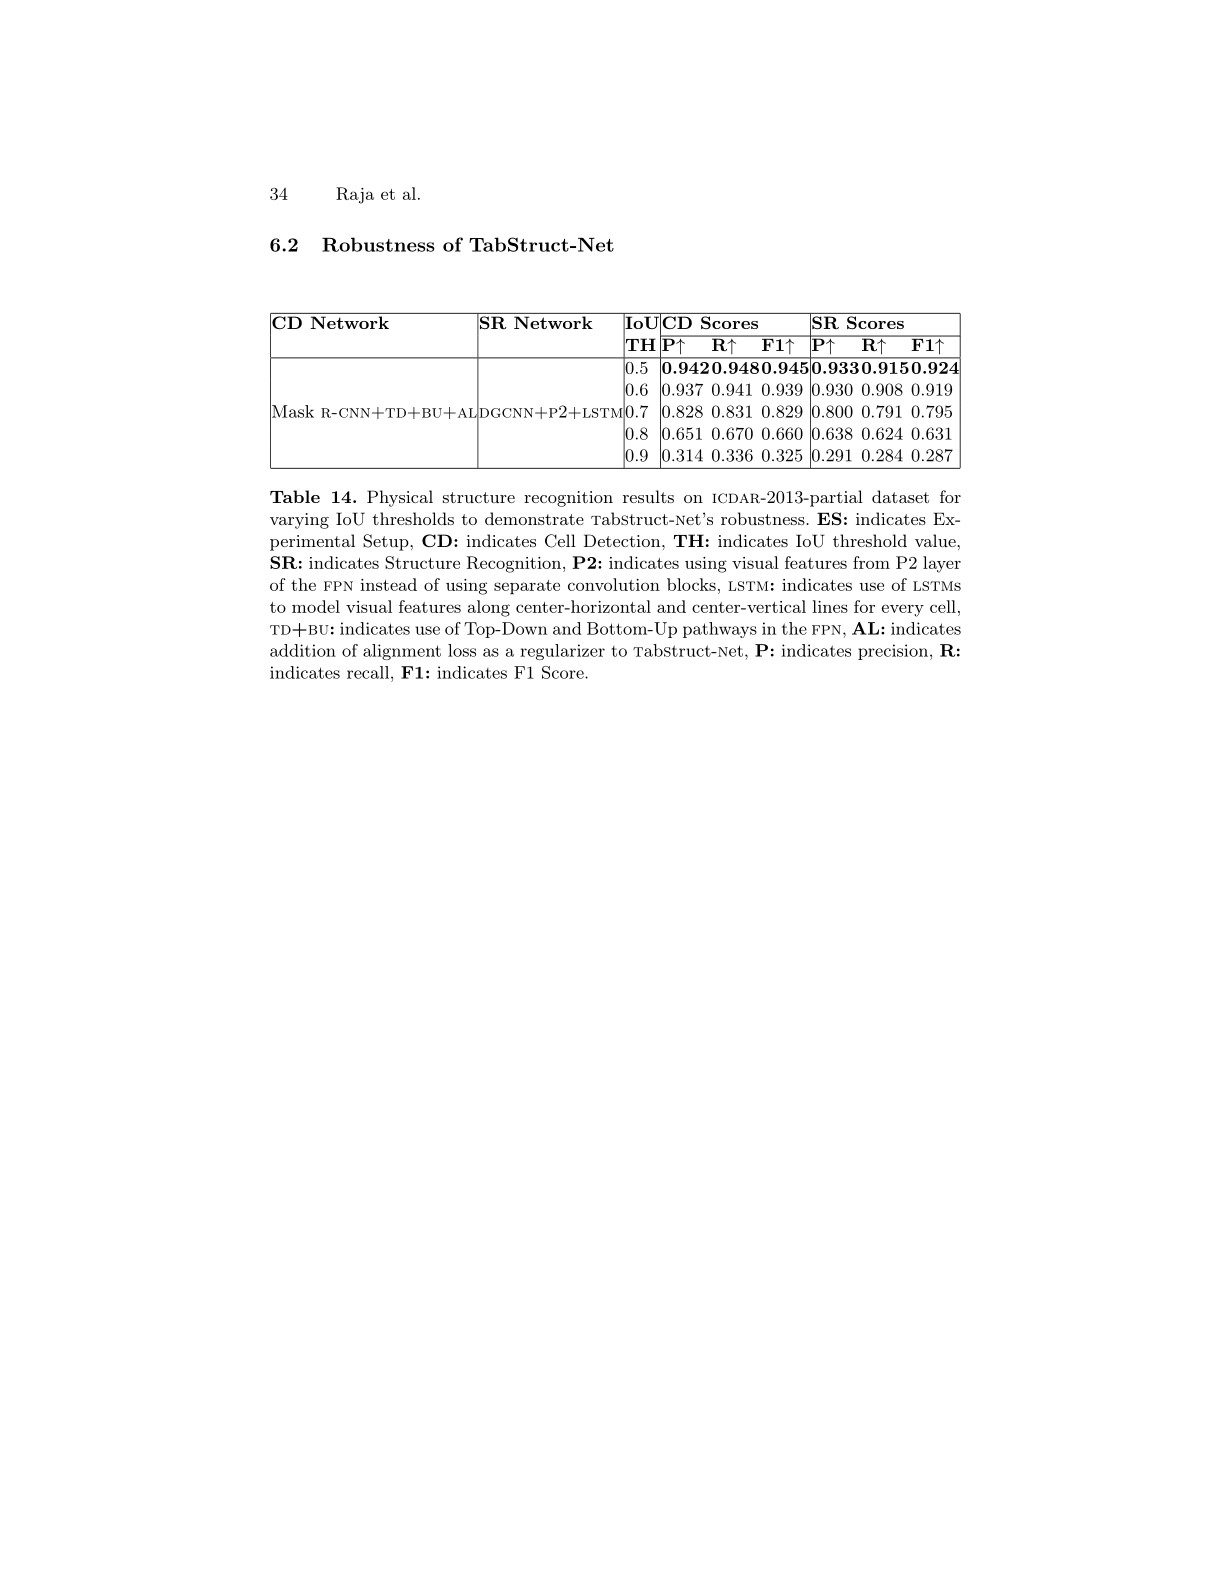 34 Raja et al.
6.2 Robustness of TabStruct-Net
CD Network SR Network IoU CD Scores SR Scores
TH P↑ R↑ F1↑ P↑ R↑ F1↑
0.5 0.942 0.948 0.945 0.933 0.915 0.924
0.6 0.937 0.941 0.939 0.930 0.908 0.919
Mask R-CNN+TD+BU+AL DGCNN+P2+LSTM 0.7 0.828 0.831 0.829 0.800 0.791 0.795
0.8 0.651 0.670 0.660 0.638 0.624 0.631
0.9 0.314 0.336 0.325 0.291 0.284 0.287
Table 14. Physical structure recognition results on ICDAR-2013-partial dataset for
varying IoU thresholds to demonstrate TabStruct-Net's robustness. ES: indicates Ex-
perimental Setup, CD: indicates Cell Detection, TH: indicates IoU threshold value,
SR: indicates Structure Recognition, P2: indicates using visual features from P2 layer
of the FPN instead of using separate convolution blocks, LSTM: indicates use of LSTMs
to model visual features along center-horizontal and center-vertical lines for every cell,
TD+BU: indicates use of Top-Down and Bottom-Up pathways in the FPN, AL: indicates
addition of alignment loss as a regularizer to TabStruct-Net, P: indicates precision, R:
indicates recall, F1: indicates F1 Score.